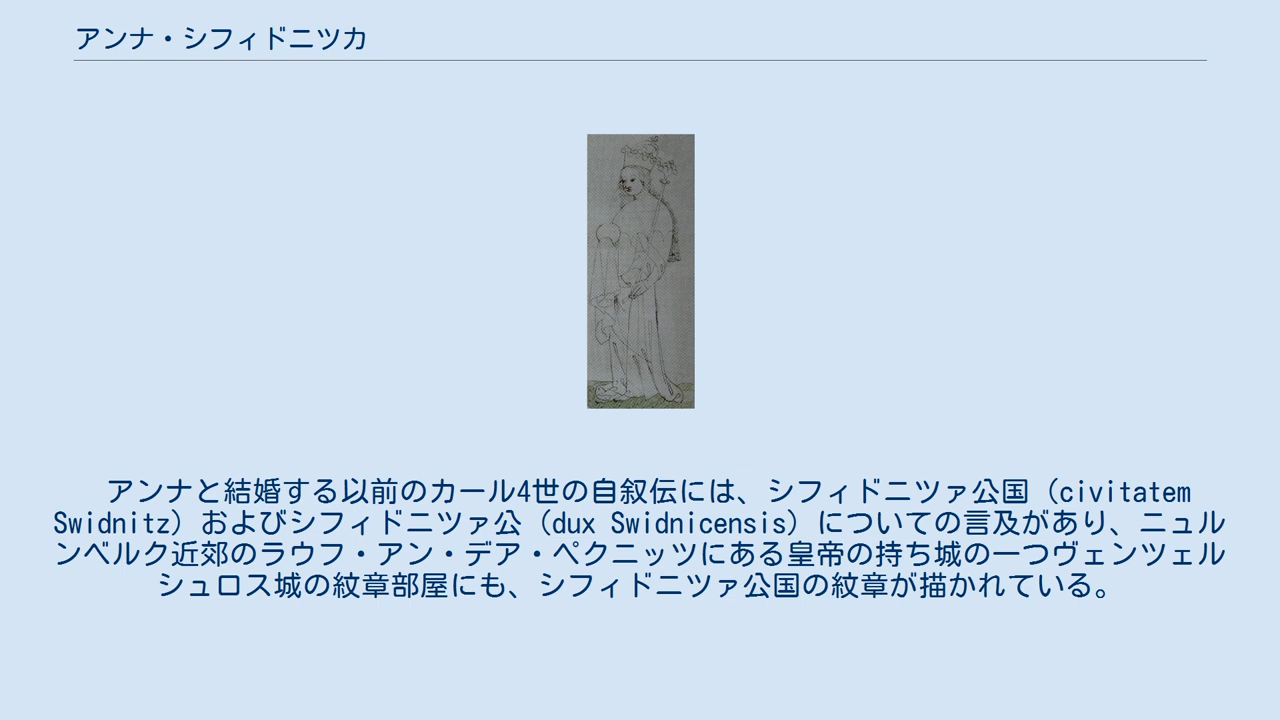 アンナ・シフィドニツカ
アンナと結婚する以前のカール4世の自叙伝には、シフィドニツァ公国（civitatem
Swidnitz）およびシフィドニツァ公（dux Swidnicensis）についての言及があり、ニュル
ンベルク近郊のラウフ・アン・デア・ペクニッツにある皇帝の持ち城の一つヴェンツェル
シュロス城の紋章部屋にも、シフィドニツァ公国の紋章が描かれている。